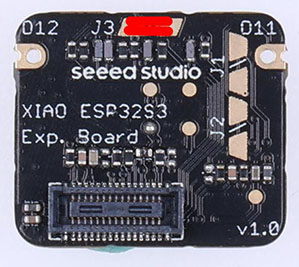 D12 J3 D11
seeed studio
J1
XIAO ESP32S3
Exp. Board
J2
v1.0